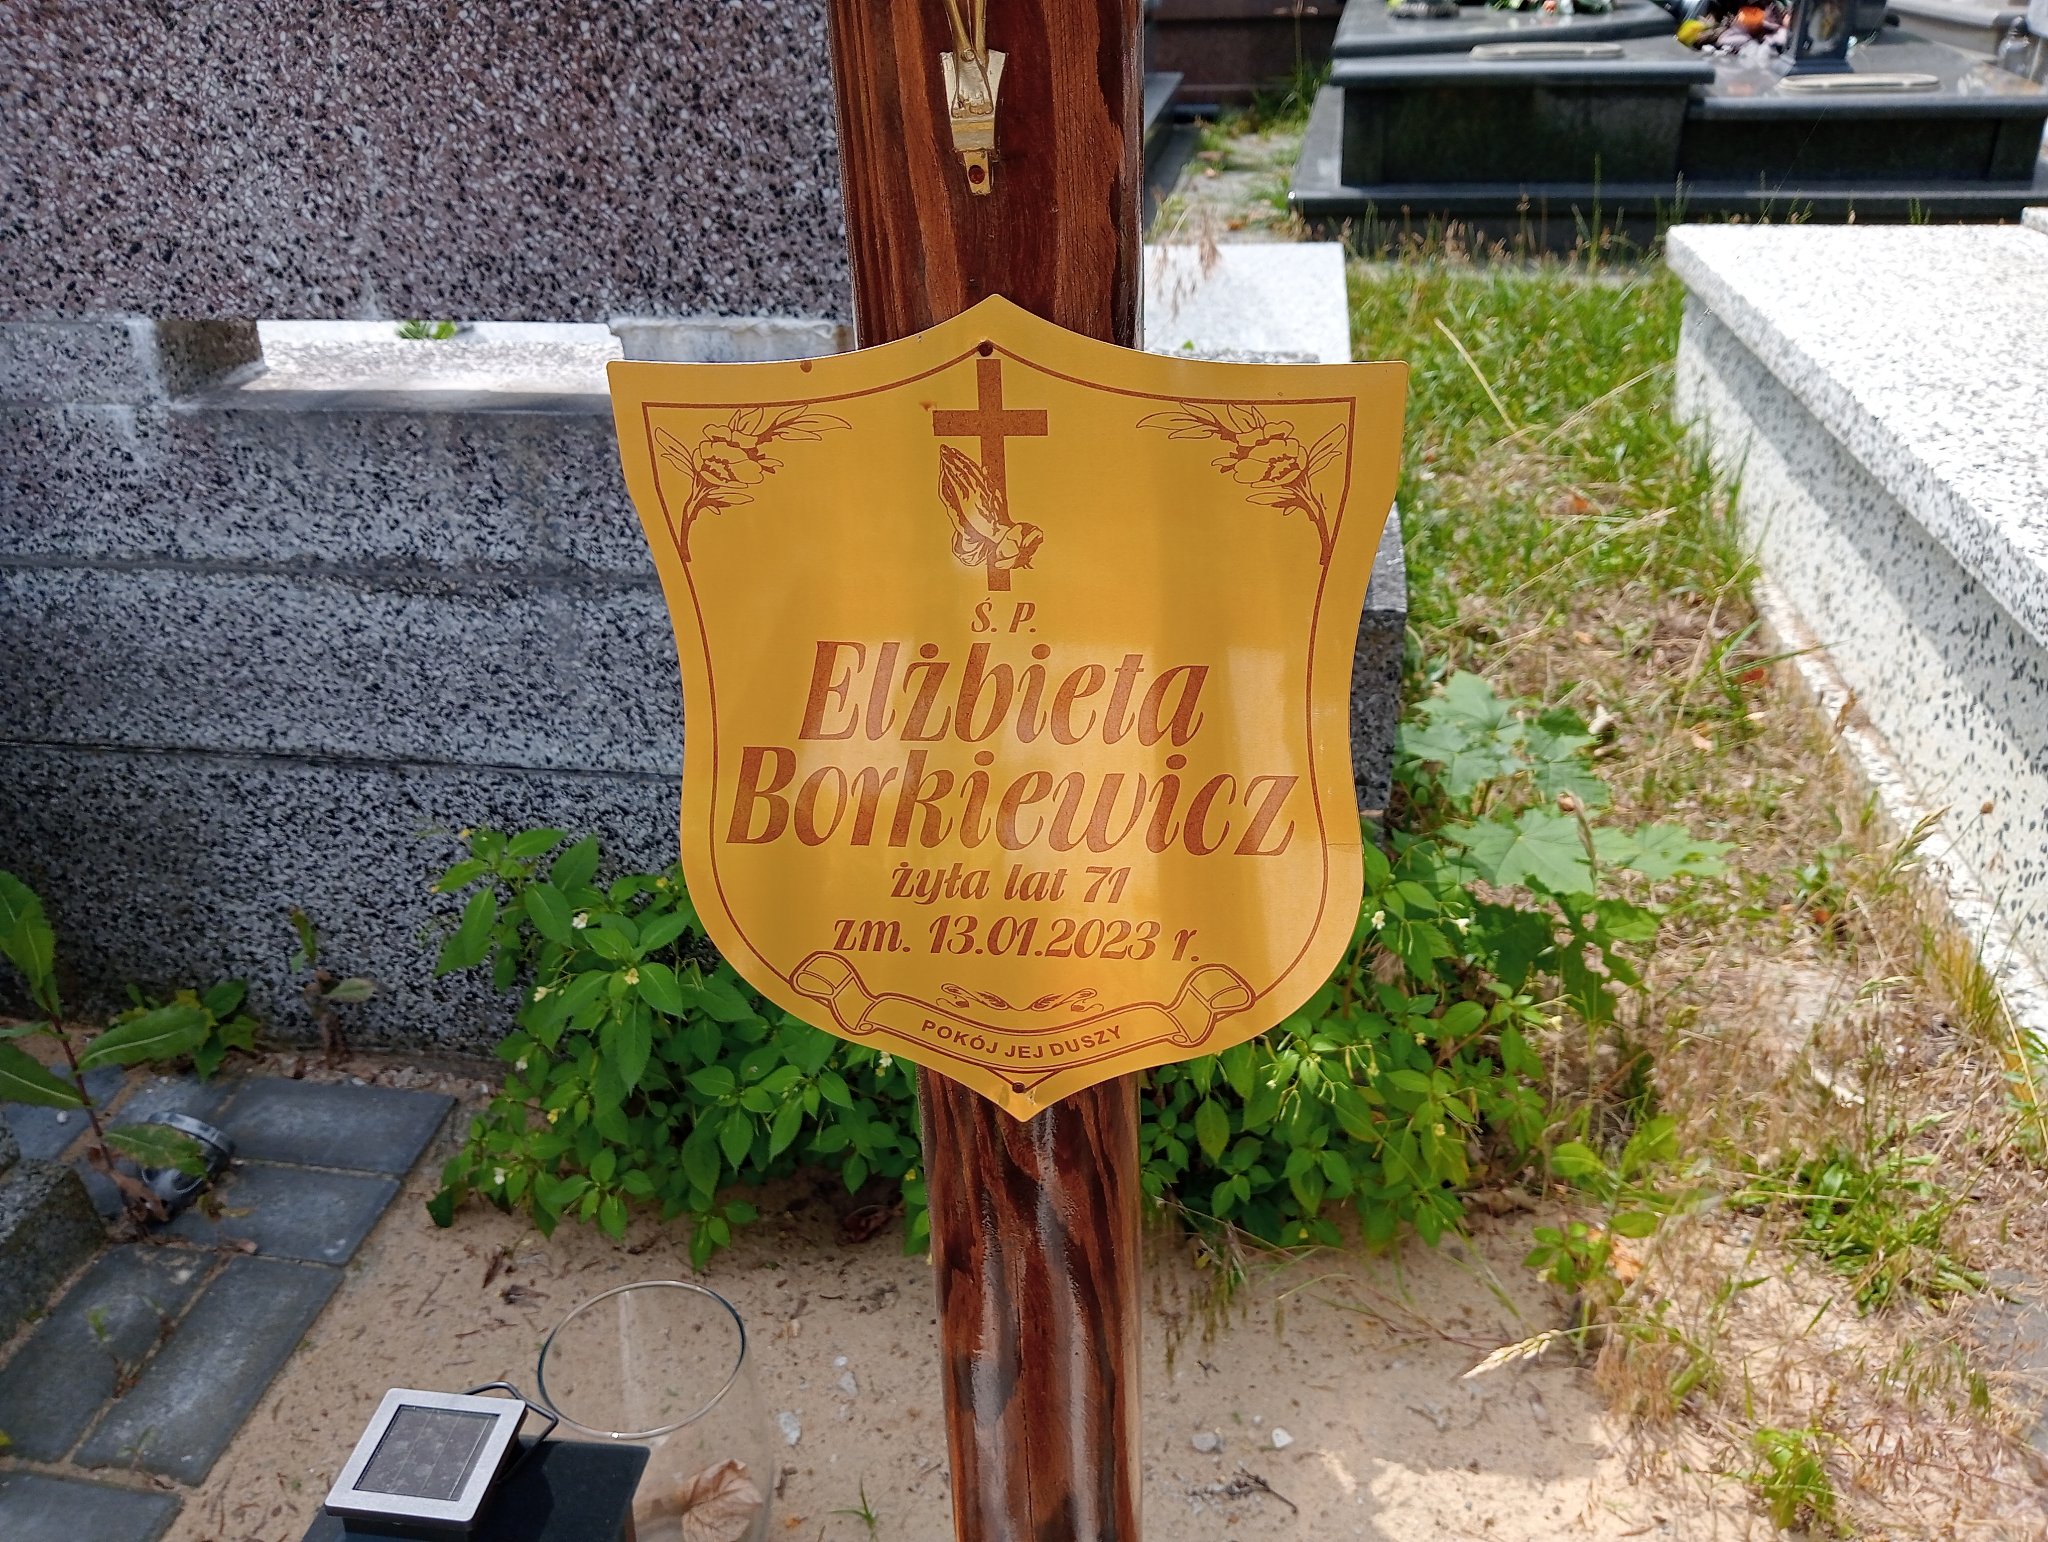 Ś. P.
Elżbieta
Borkiewicz
żyła lat 71
zm. 13.01.2023 r.
POKÓJ JEJ DUSZY